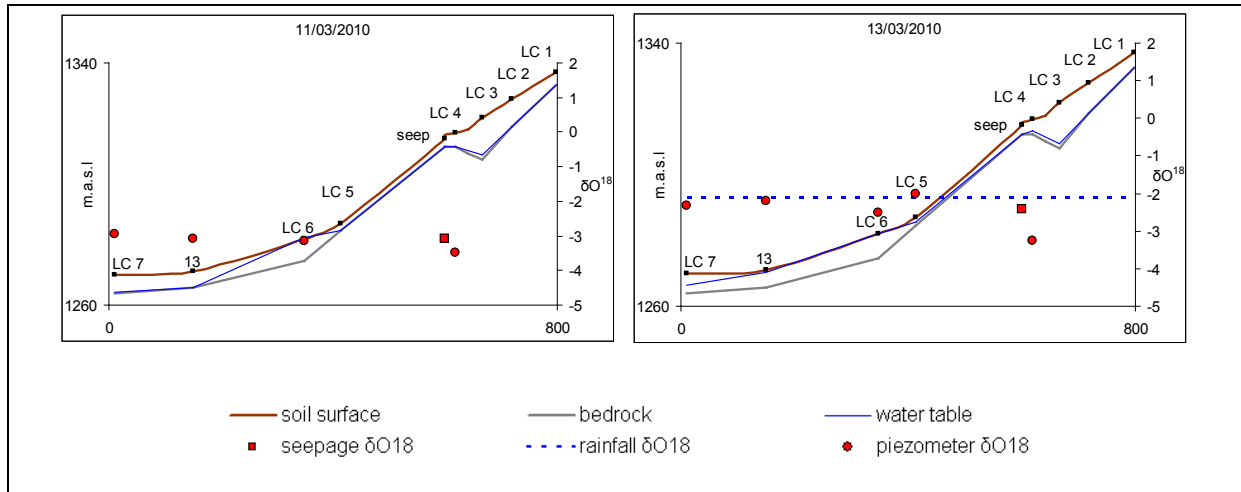 11/03/2010
1340
m.a.s.l
1260
0
800
2
1
0
-1
-2
-3
-4
-5
δO18
LC 1
LC 2
LC 3
LC 4
seep
LC 5
LC 6
13
LC 7
13/03/2010
1340
m.a.s.l
1260
0
800
2
1
0
-1
-2
-3
-4
-5
δO18
LC 1
LC 2
LC 3
LC 4
seep
LC 5
LC 6
13
LC 7
soil surface bedrock water table
seepage δO18 rainfall δO18 piezometer δO18